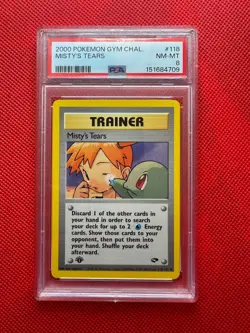 2000 POKEMON GYM CHAL. #118
MISTY'S TEARS NM-MT
8
PSA 151684709
TRAINER
Misty's Tears
Discard 1 of the other cards in
your hand in order to search
your deck for up to 2 Energy
cards. Show those cards to your
opponent, then put them into
your hand. Shuffle your deck
afterward.